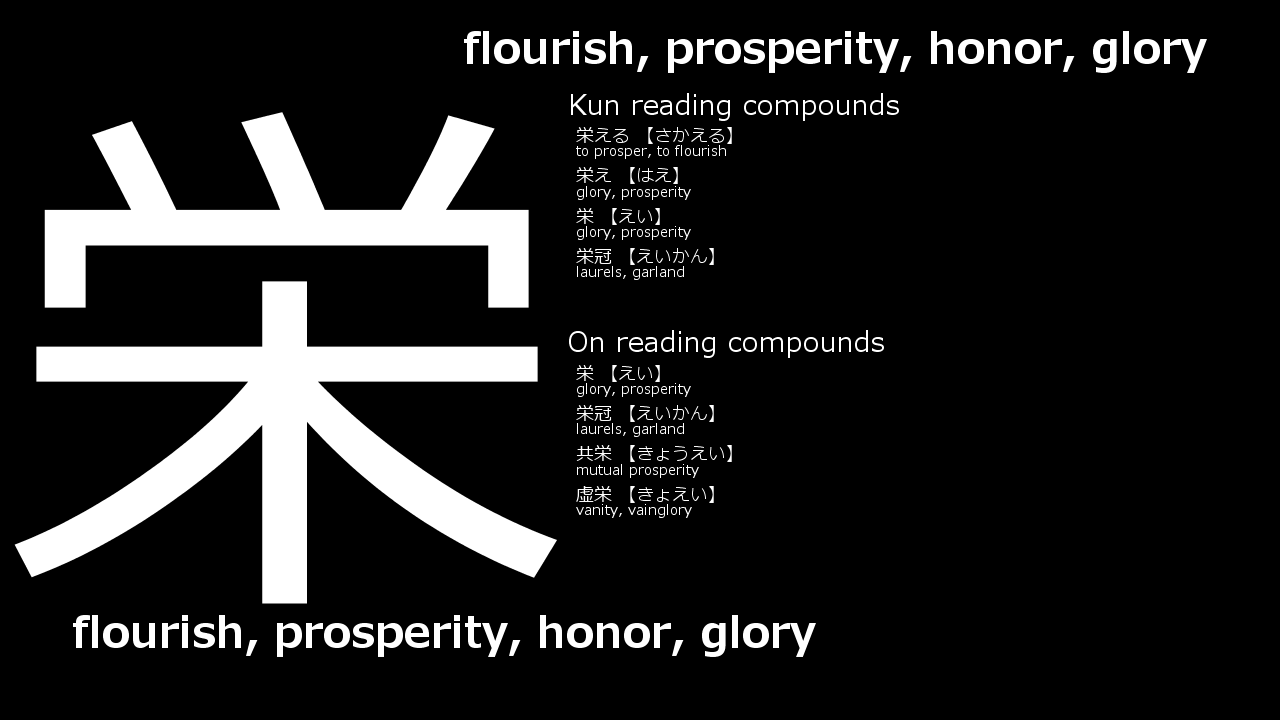 flourish, prosperity, honor, glory
栄
Kun reading compounds
栄える 【さかえる】
to prosper, to flourish
栄え 【はえ】
glory, prosperity
栄 【えい】
glory, prosperity
栄冠 【えいかん】
laurels, garland
On reading compounds
栄 【えい】
glory, prosperity
栄冠 【えいかん】
laurels, garland
共栄 【きょうえい】
mutual prosperity
虚栄 【きょえい】
vanity, vainglory
flourish, prosperity, honor, glory